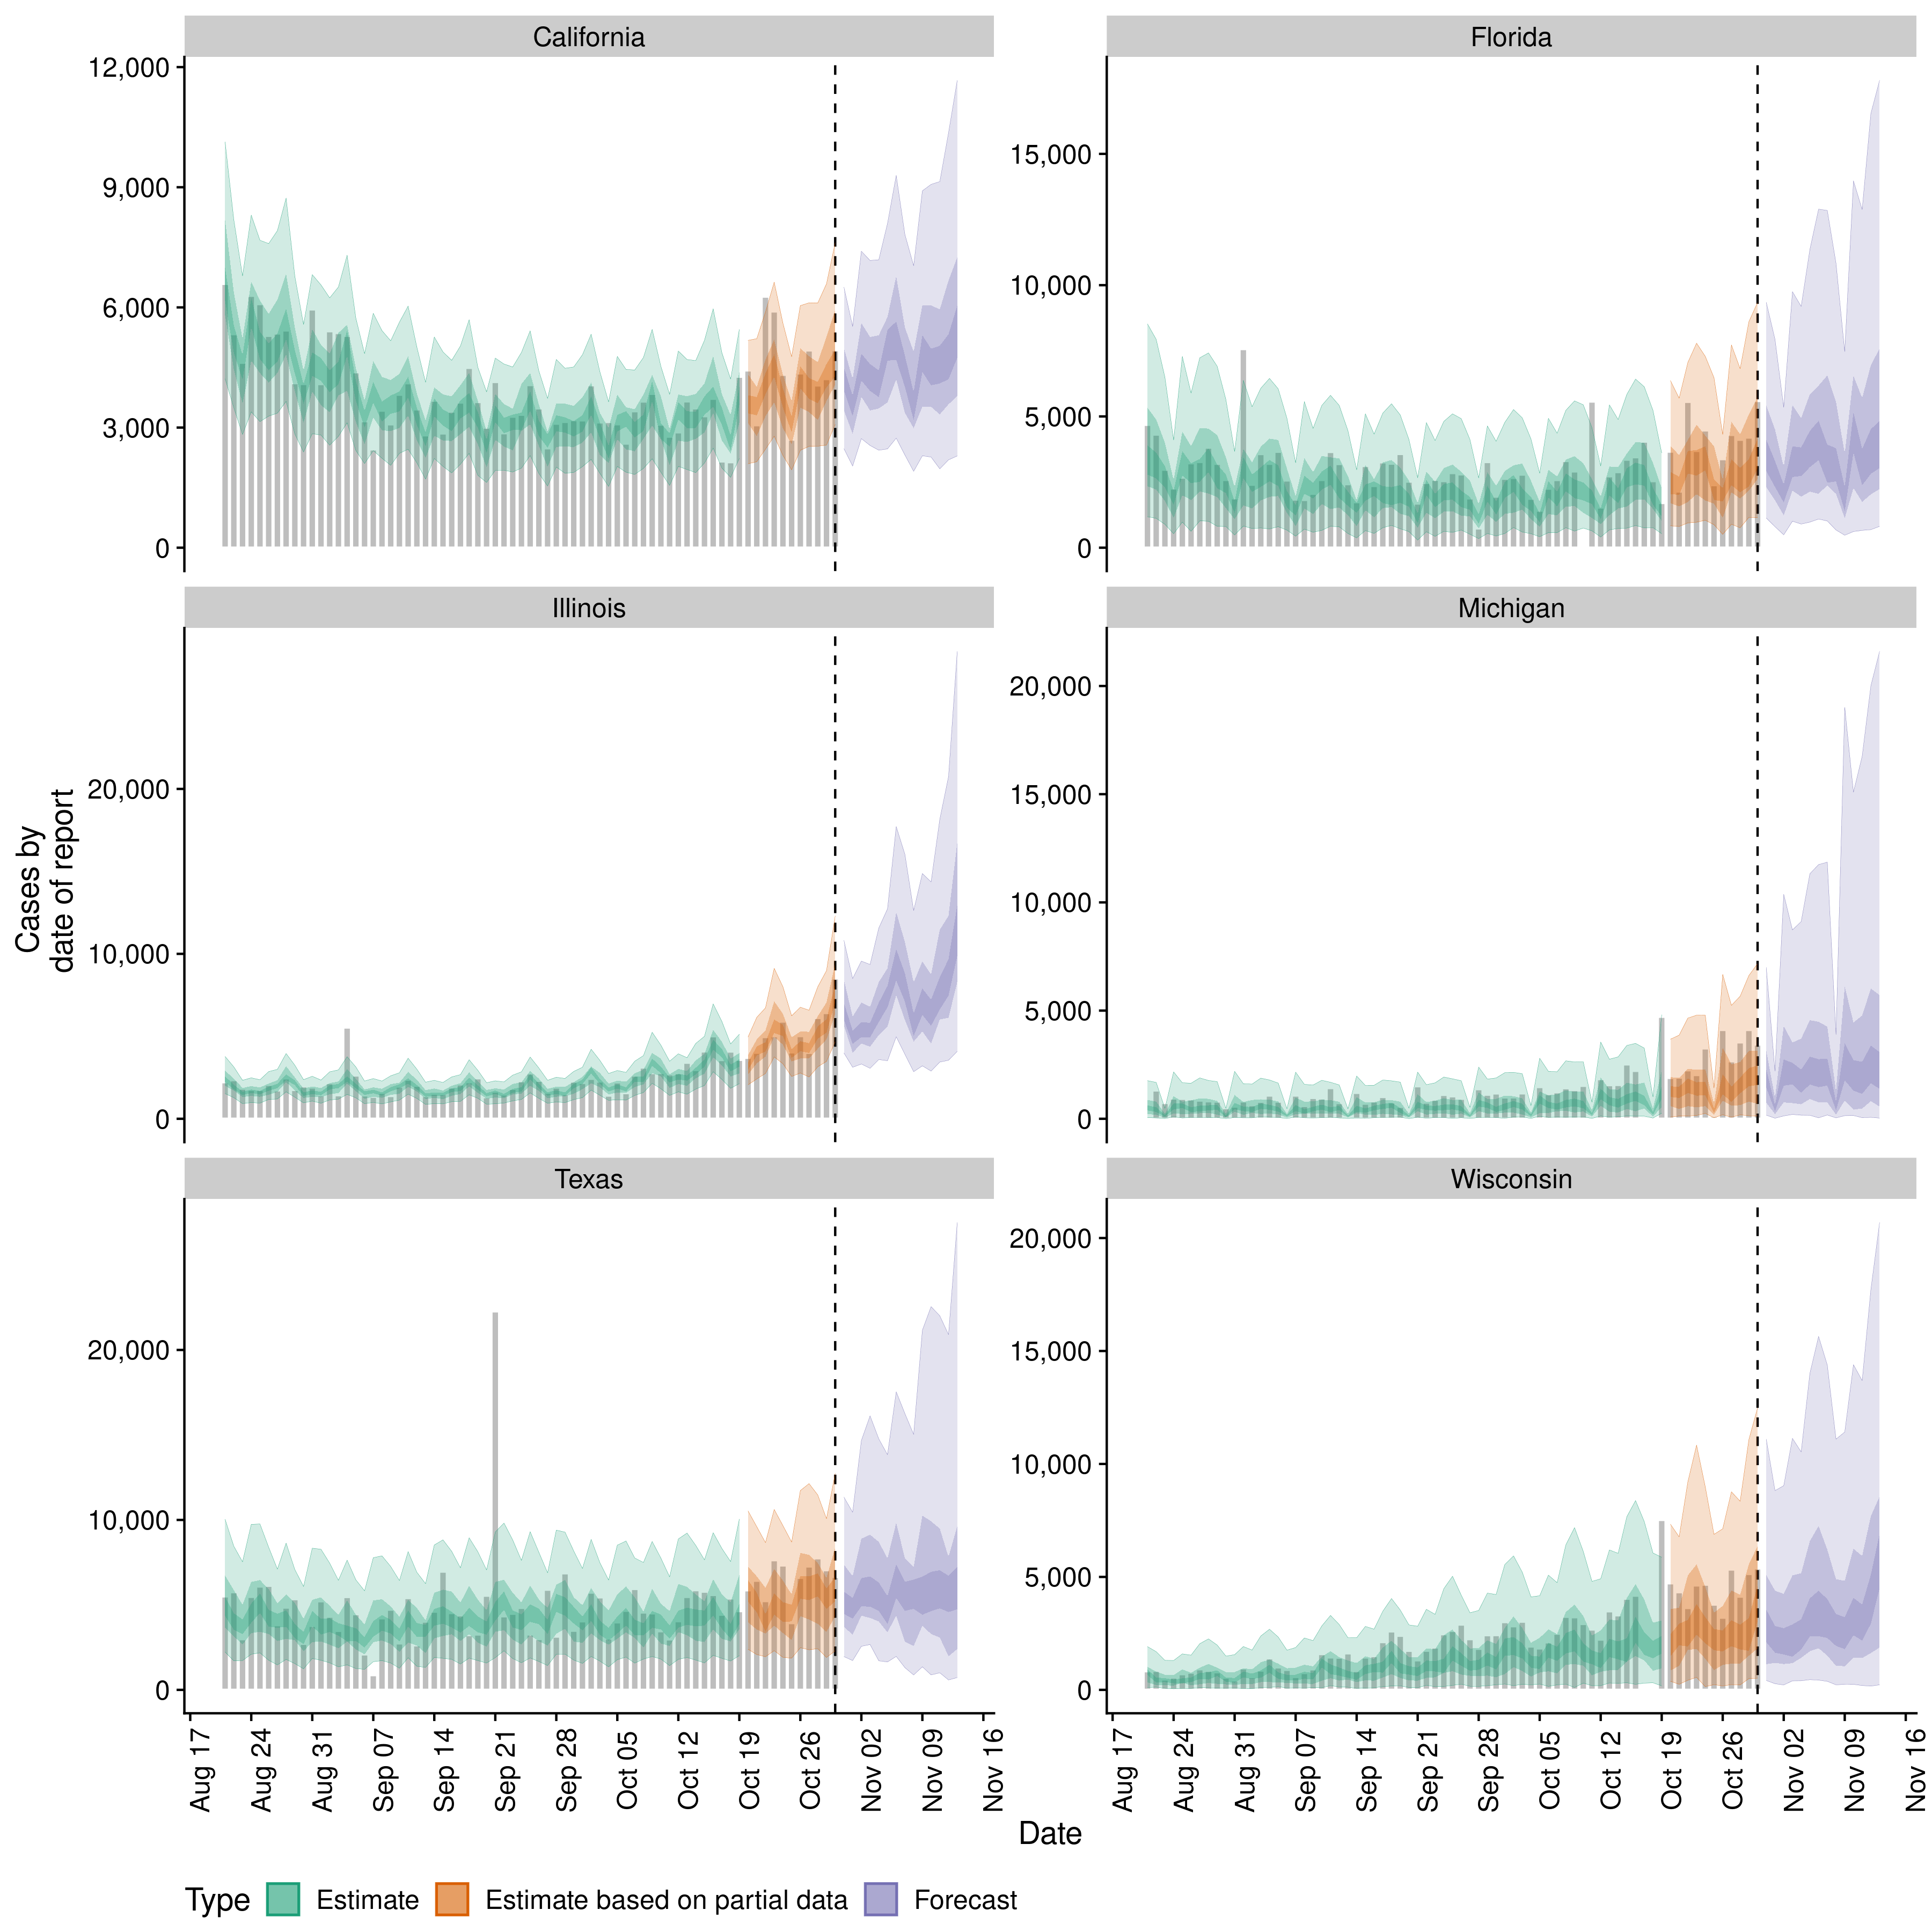 California
Florida
12,000
9,000
6,000
3,000
0
15,000
10,000
5,000
0
Illinois
Michigan
20,000
10,000
0
20,000
15,000
10,000
5,000
0
Cases by
date of report
Texas
Wisconsin
20,000
10,000
0
20,000
15,000
10,000
5,000
0
Aug 17
Aug 24
Aug 31
Sep 07
Sep 14
Sep 21
Sep 28
Oct 05
Oct 12
Oct 19
Oct 26
Nov 02
Nov 09
Nov 16
Aug 17
Aug 24
Aug 31
Sep 07
Sep 14
Sep 21
Sep 28
Oct 05
Oct 12
Oct 19
Oct 26
Nov 02
Nov 09
Nov 16
Date
Type Estimate Estimate based on partial data Forecast